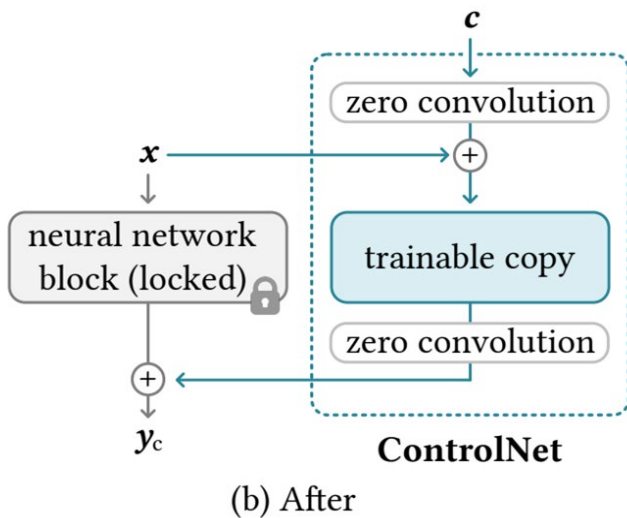 c
zero convolution
+
x
neural network
block (locked)
trainable copy
zero convolution
+
y_c
ControlNet
(b) After